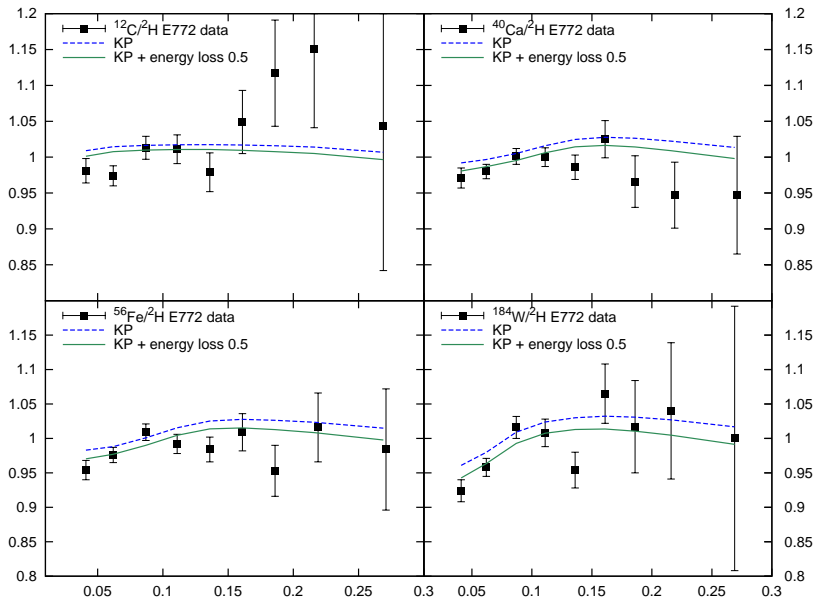 1.2
1.15
1.1
1.05
1
0.95
0.9
0.85
¹²C/²H E772 data
KP
KP + energy loss 0.5
⁴⁰Ca/²H E772 data
KP
KP + energy loss 0.5
1.2
1.15
1.1
1.05
1
0.95
0.9
0.85
1.15
1.1
1.05
1
0.95
0.9
0.85
0.8
⁵⁶Fe/²H E772 data
KP
KP + energy loss 0.5
¹⁸⁴W/²H E772 data
KP
KP + energy loss 0.5
1.15
1.1
1.05
1
0.95
0.9
0.85
0.8
0.05 0.1 0.15 0.2 0.25 0.3
0.05 0.1 0.15 0.2 0.25 0.3